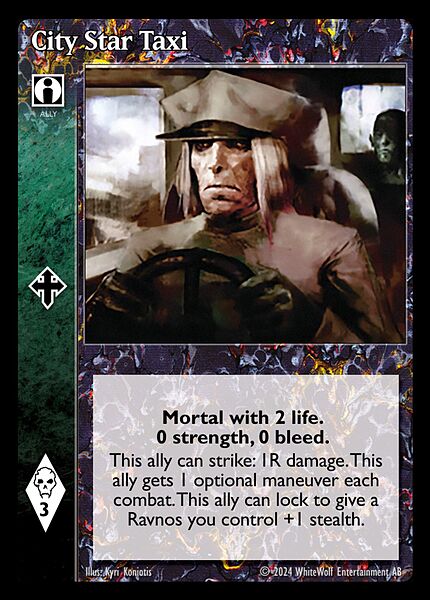 City Star Taxi
ALLY
Mortal with 2 life.
0 strength, 0 bleed.
This ally can strike: 1R damage. This
ally gets 1 optional maneuver each
combat. This ally can lock to give a
Ravnos you control +1 stealth.
3
Illus: Kyri Koniotis
© 2024 WhiteWolf Entertainment AB